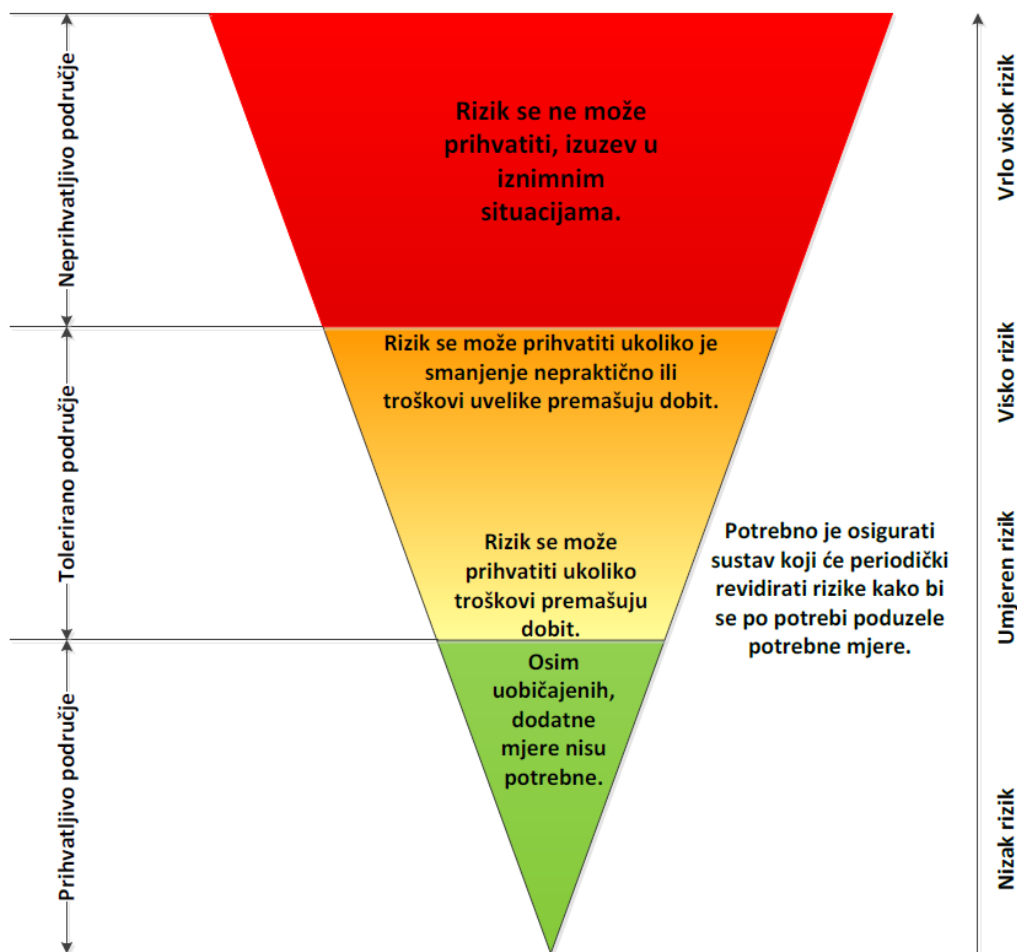 Neprihvatljivo područje
Rizik se ne može
prihvatiti, izuzev u
iznimnim
situacijama.
Vrlo visok rizik
Tolerirano područje
Rizik se može prihvatiti ukoliko je
smanjenje nepraktično ili
troškovi uvelike premašuju dobit.
Visko rizik
Rizik se može
prihvatiti ukoliko
troškovi premašuju
dobit.
Potrebno je osigurati
sustav koji će periodički
revidirati rizike kako bi
se po potrebi poduzele
potrebne mjere.
Umjeren rizik
Prihvatljivo područje
Osim
uobičajenih,
dodatne
mjere nisu
potrebne.
Nizak rizik